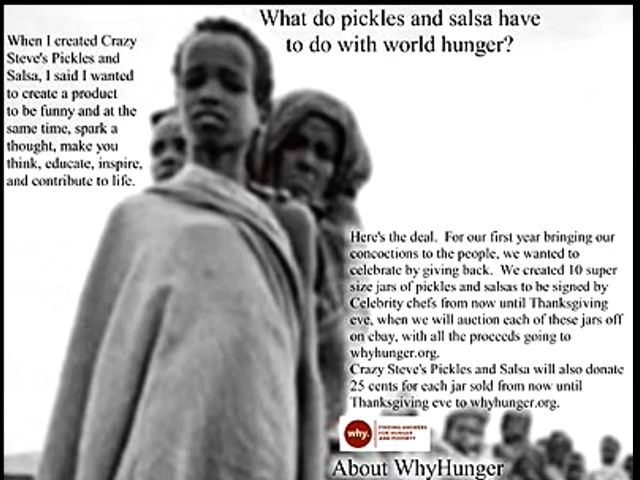 What do pickles and salsa have
to do with world hunger?
When I created Crazy
Steve's Pickles and
Salsa, I said I wanted
to create a product
to be funny and at the
same time, spark a
thought, make you
think, educate, inspire,
and contribute to life.
Here's the deal. For our first year bringing our
concoctions to the people, we wanted to
celebrate by giving back. We created 10 super
size jars of pickles and salsas to be signed by
Celebrity chefs from now until Thanksgiving
eve, when we will auction each of these jars off
on ebay, with all the proceeds going to
whyhunger.org.
Crazy Steve's Pickles and Salsa will also donate
25 cents for each jar sold from now until
Thanksgiving eve to whyhunger.org.
why.
FINDING ANSWERS
FOR HUNGER
AND POVERTY
About WhyHunger